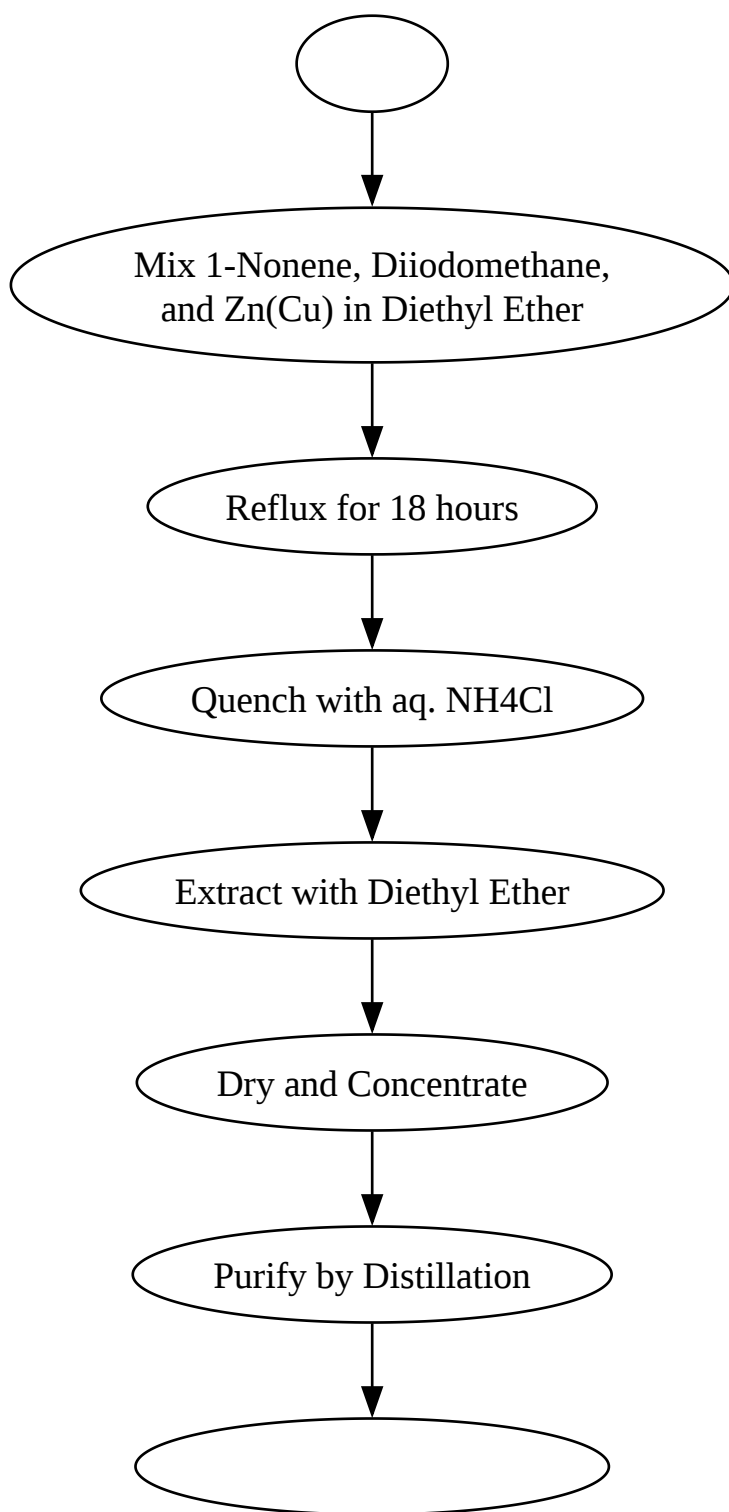 Mix 1-Nonene, Diiodomethane,
and Zn(Cu) in Diethyl Ether
Reflux for 18 hours
Quench with aq. NH4Cl
Extract with Diethyl Ether
Dry and Concentrate
Purify by Distillation